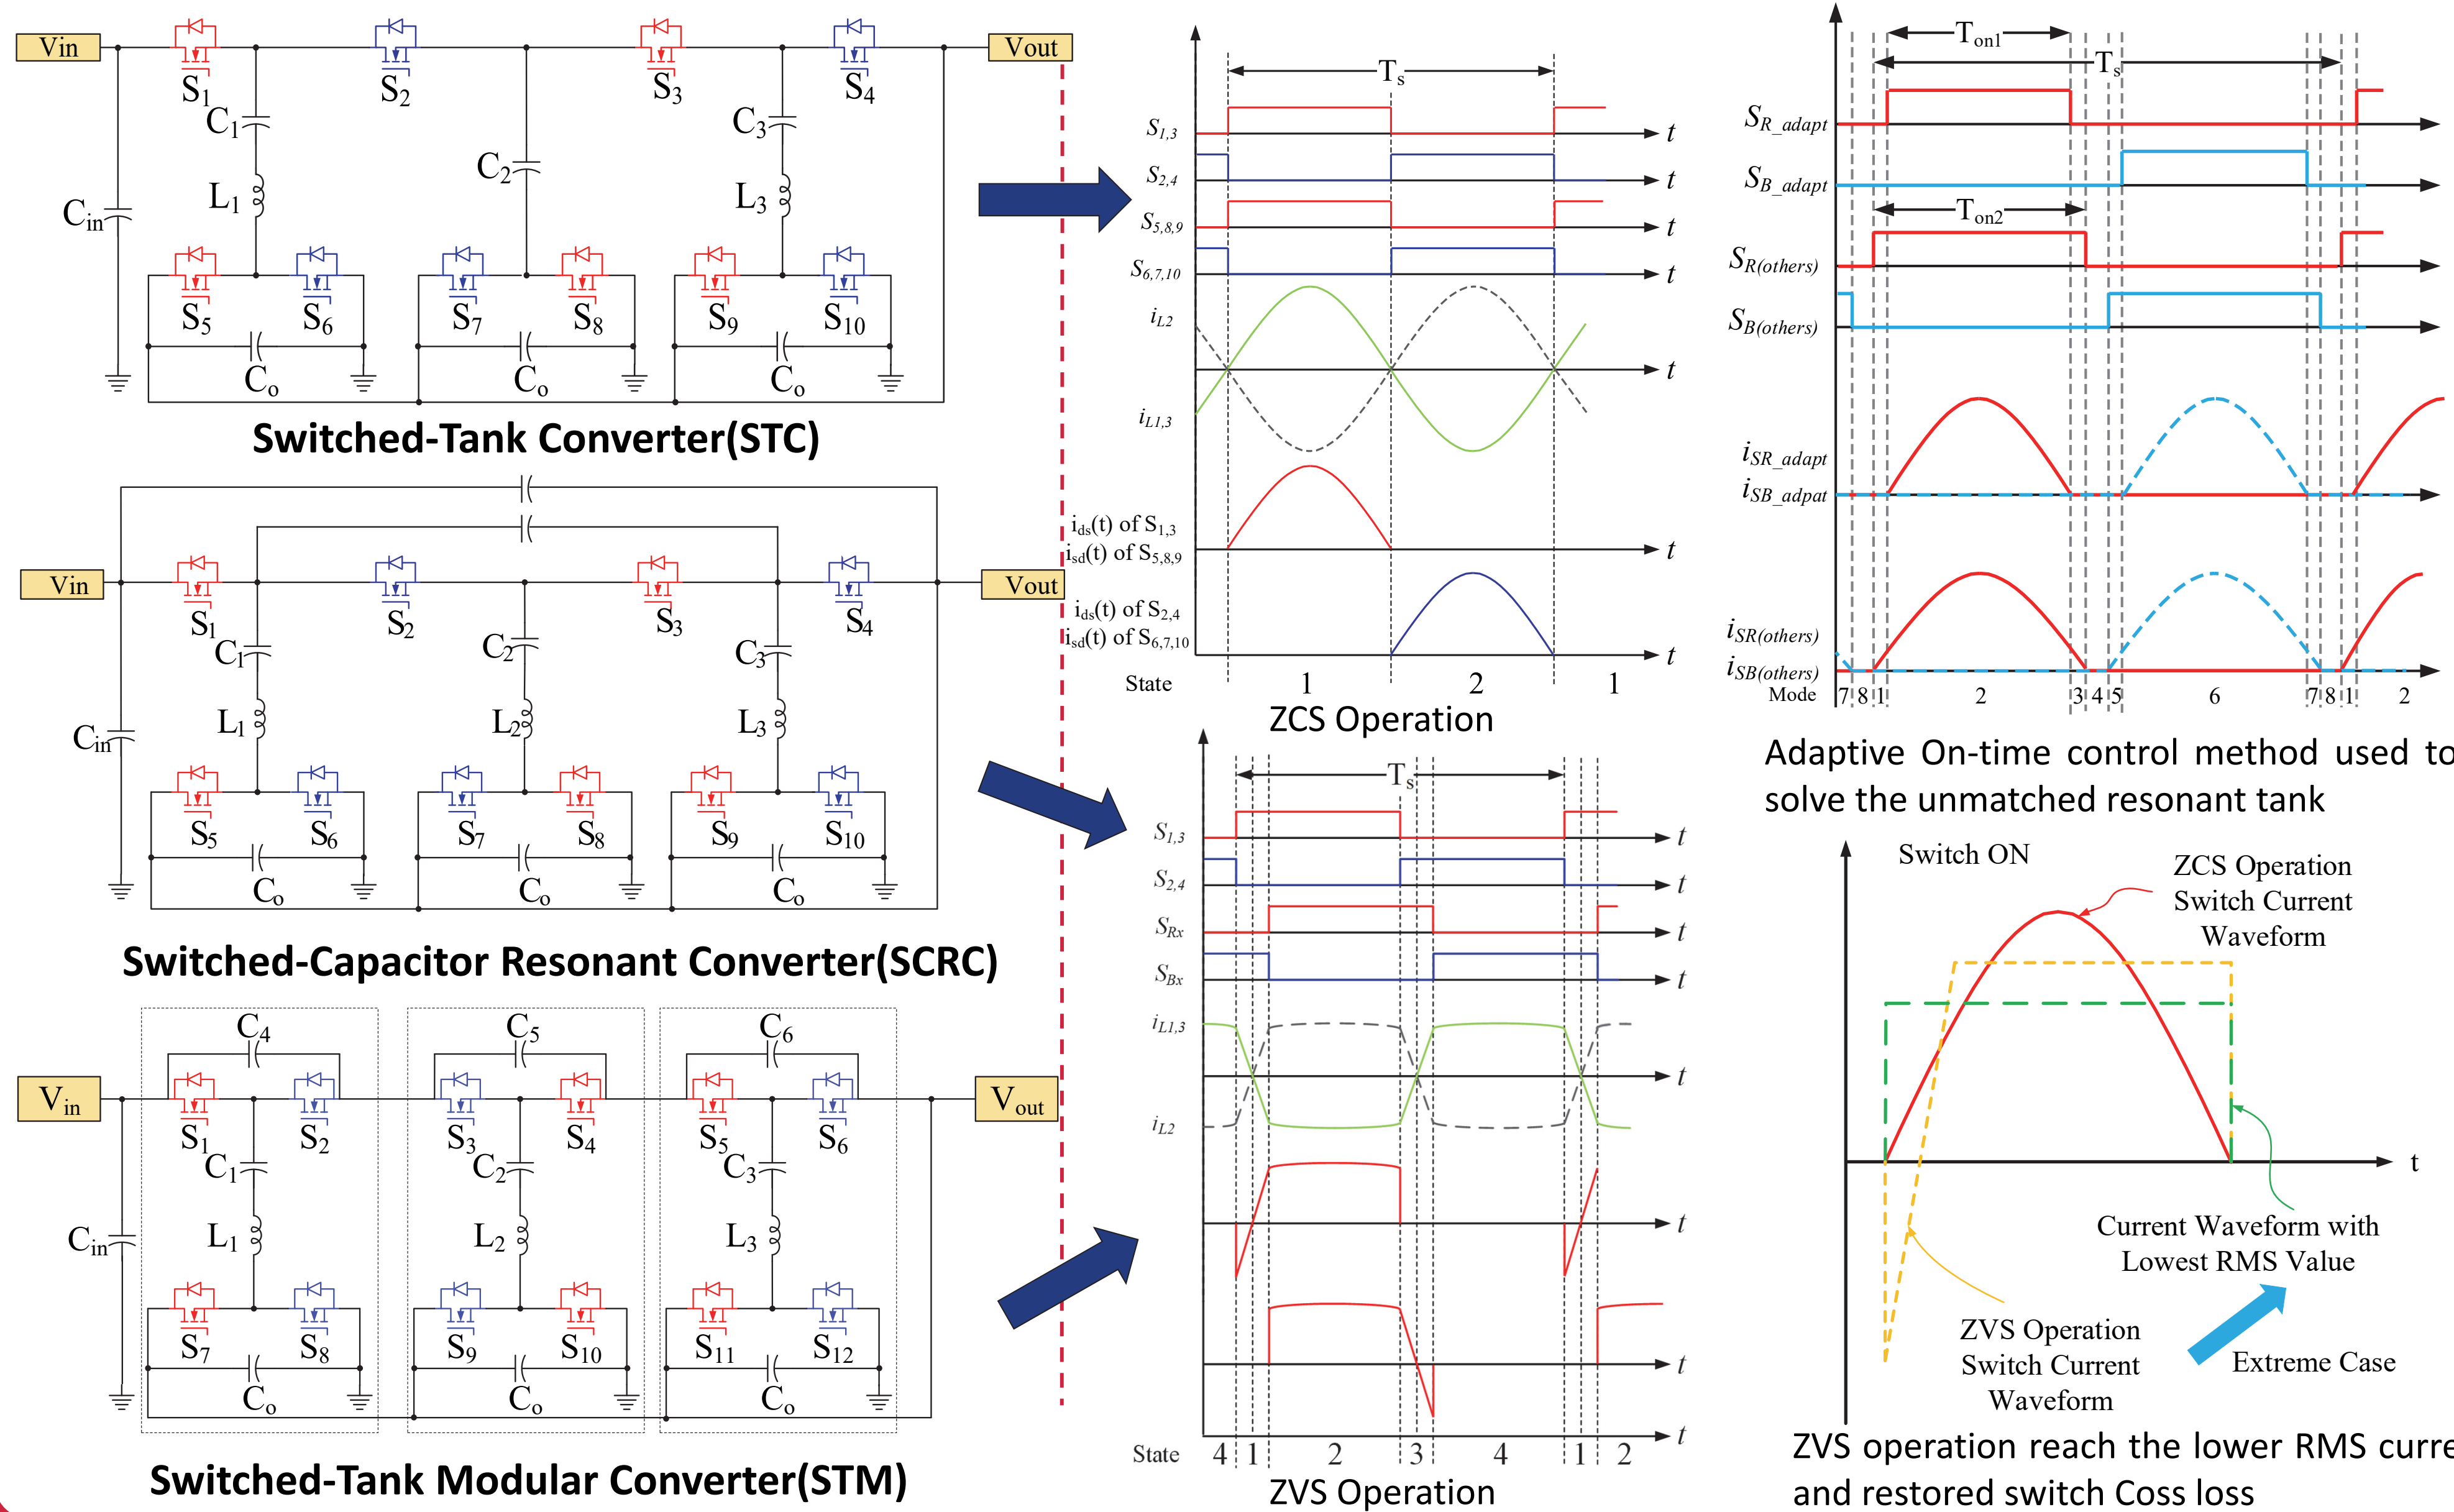 Vin
S1
S2
S3
S4
Vout
C1
C2
C3
L1
L3
Cin
S5
S6
S7
S8
S9
S10
Co
Co
Co
Switched-Tank Converter(STC)
Vin
S1
S2
S3
S4
Vout
C1
C2
C3
L1
L2
L3
Cin
S5
S6
S7
S8
S9
S10
Co
Co
Co
Switched-Capacitor Resonant Converter(SCRC)
C4
C5
C6
Vin
S1
S2
S3
S4
S5
S6
Vout
C1
C2
C3
Cin
L1
L2
L3
S7
S8
S9
S10
S11
S12
Co
Co
Co
Switched-Tank Modular Converter(STM)
Ts
S1,3
t
S2,4
t
S5,8,9
t
S6,7,10
t
iL2
t
iL1,3
ids(t) of S1,3
isd(t) of S5,8,9
t
ids(t) of S2,4
isd(t) of S6,7,10
t
State 1 2 1
ZCS Operation
Ts
S1,3
t
S2,4
t
SRx
t
SBx
t
iL1,3
t
iL2
t
t
t
State 4 1 2 3 4 1 2
ZVS Operation
Ton1
Ts
SR_adapt
SB_adapt
Ton2
SR(others)
SB(others)
iSR_adapt
iSB_adpat
iSR(others)
iSB(others)
Mode 7 8 1 2 3 4 5 6 7 8 1 2
Adaptive On-time control method used to
solve the unmatched resonant tank
Switch ON
ZCS Operation
Switch Current
Waveform
t
Current Waveform with
Lowest RMS Value
ZVS Operation
Switch Current
Waveform
Extreme Case
ZVS operation reach the lower RMS curre
and restored switch Coss loss